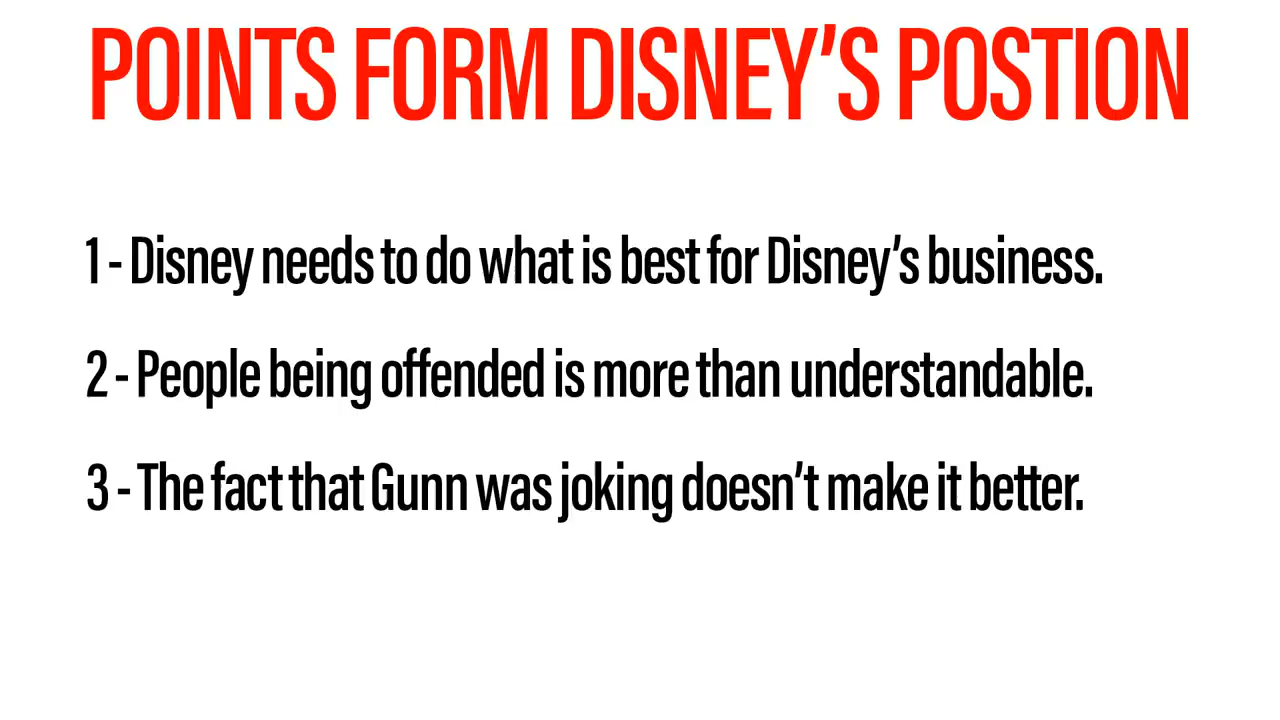 POINTS FORM DISNEY’S POSTION
1 - Disney needs to do what is best for Disney’s business.
2 - People being offended is more than understandable.
3 - The fact that Gunn was joking doesn’t make it better.